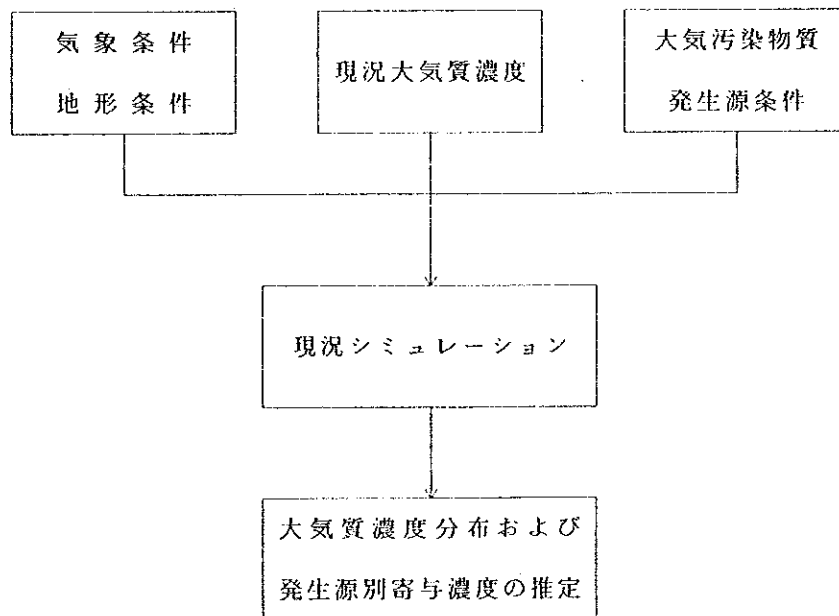 気象条件
地形条件
現況大気質濃度
大気汚染物質
発生源条件
現況シミュレーション
大気質濃度分布および
発生源別寄与濃度の推定